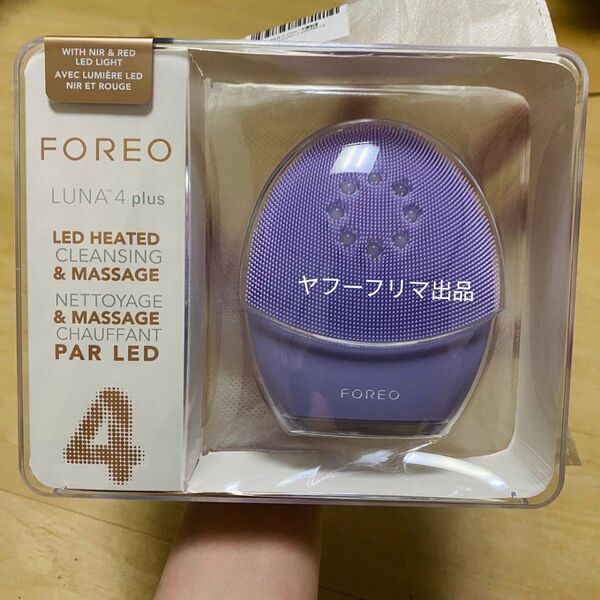 WITH NIR & RED
LED LIGHT
AVEC LUMIÈRE LED
NIR ET ROUGE
FOREO
LUNA™ 4 plus
LED HEATED
CLEANSING
& MASSAGE
NETTOYAGE
& MASSAGE
CHAUFFANT
PAR LED
4
ヤフーフリマ出品
FOREO